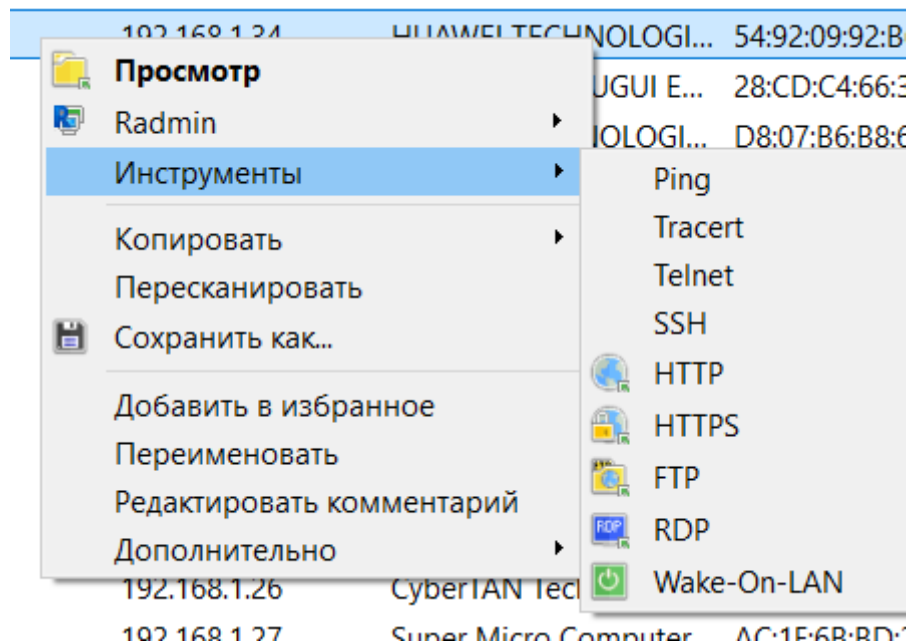 192.168.1.34 HUAWEI TECHNOLOGI... 54:92:09:92:B
Просмотр
UGUI E... 28:CD:C4:66:3
Radmin
NOLOGI... D8:07:B6:B8:6
Инструменты
Ping
Tracert
Telnet
SSH
HTTP
HTTPS
FTP
RDP
Wake-On-LAN
Копировать
Пересканировать
Сохранить как...
Добавить в избранное
Переименовать
Редактировать комментарий
Дополнительно
192.168.1.26 CyberTAN Tec
192.168.1.27 Super Micro Computer AC:1F:6B:BD: